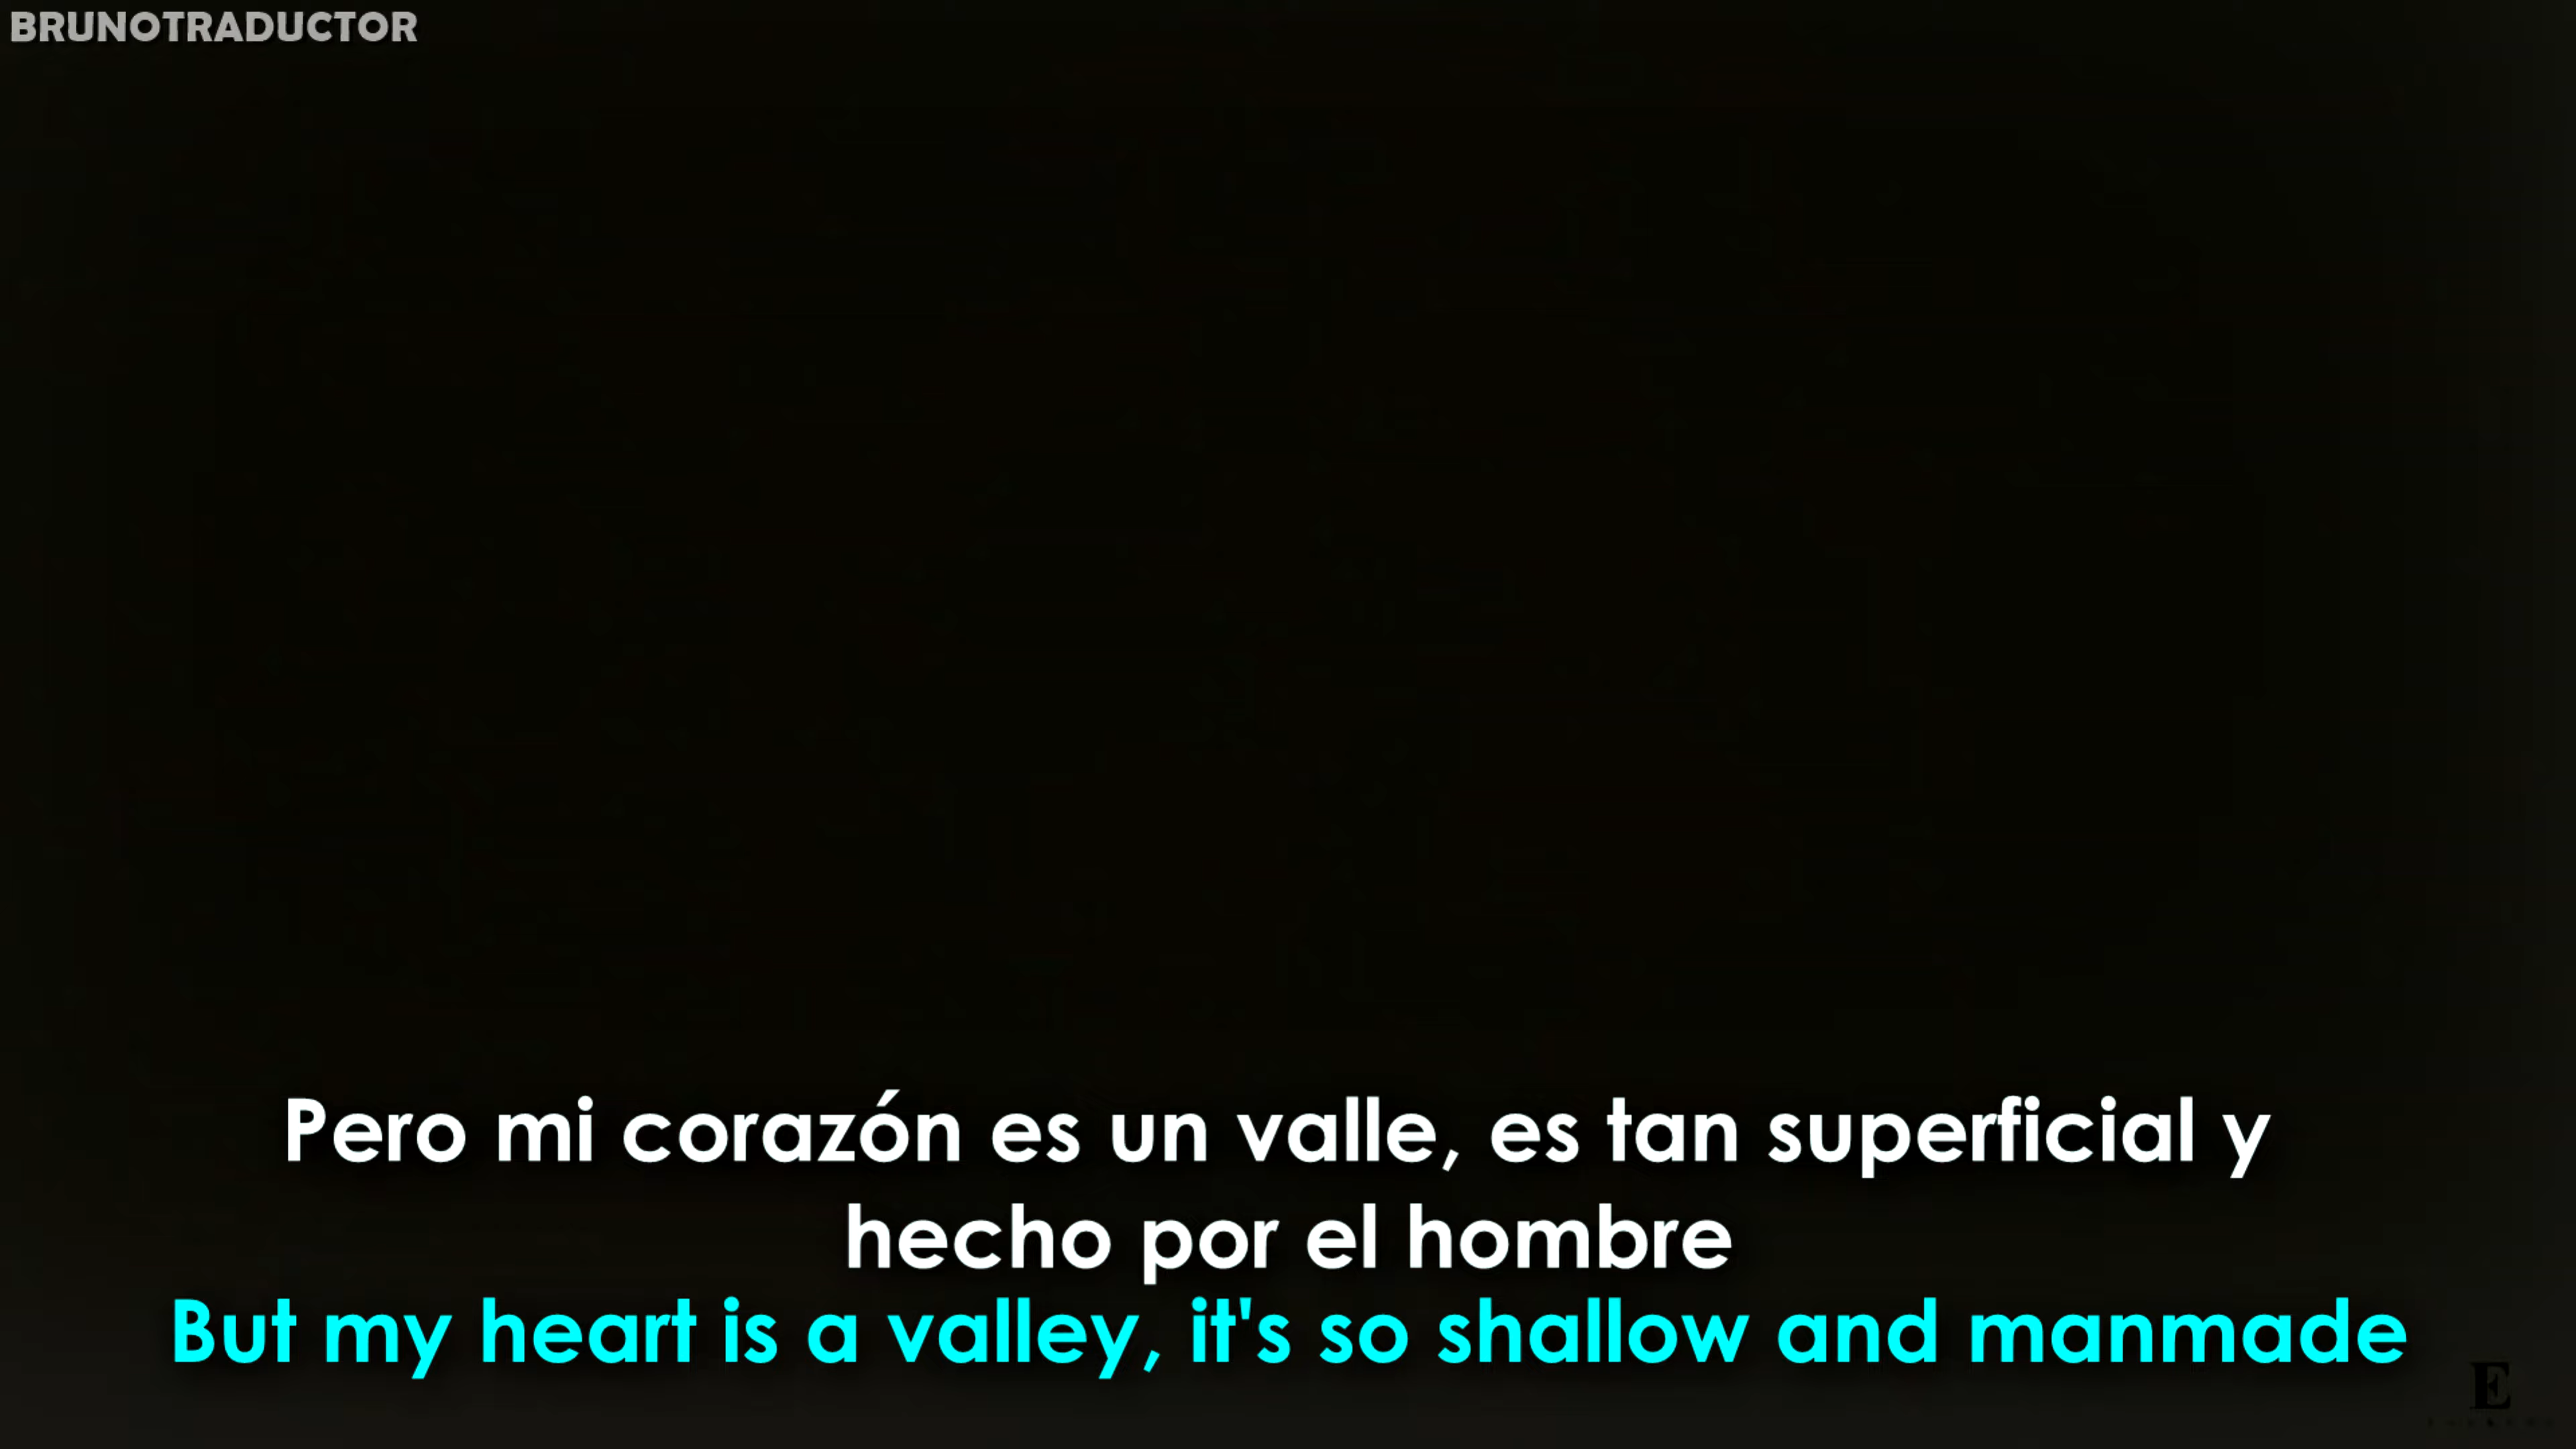 BRUNOTRADUCTOR
Pero mi corazón es un valle, es tan superficial y
hecho por el hombre
But my heart is a valley, it's so shallow and manmade
E